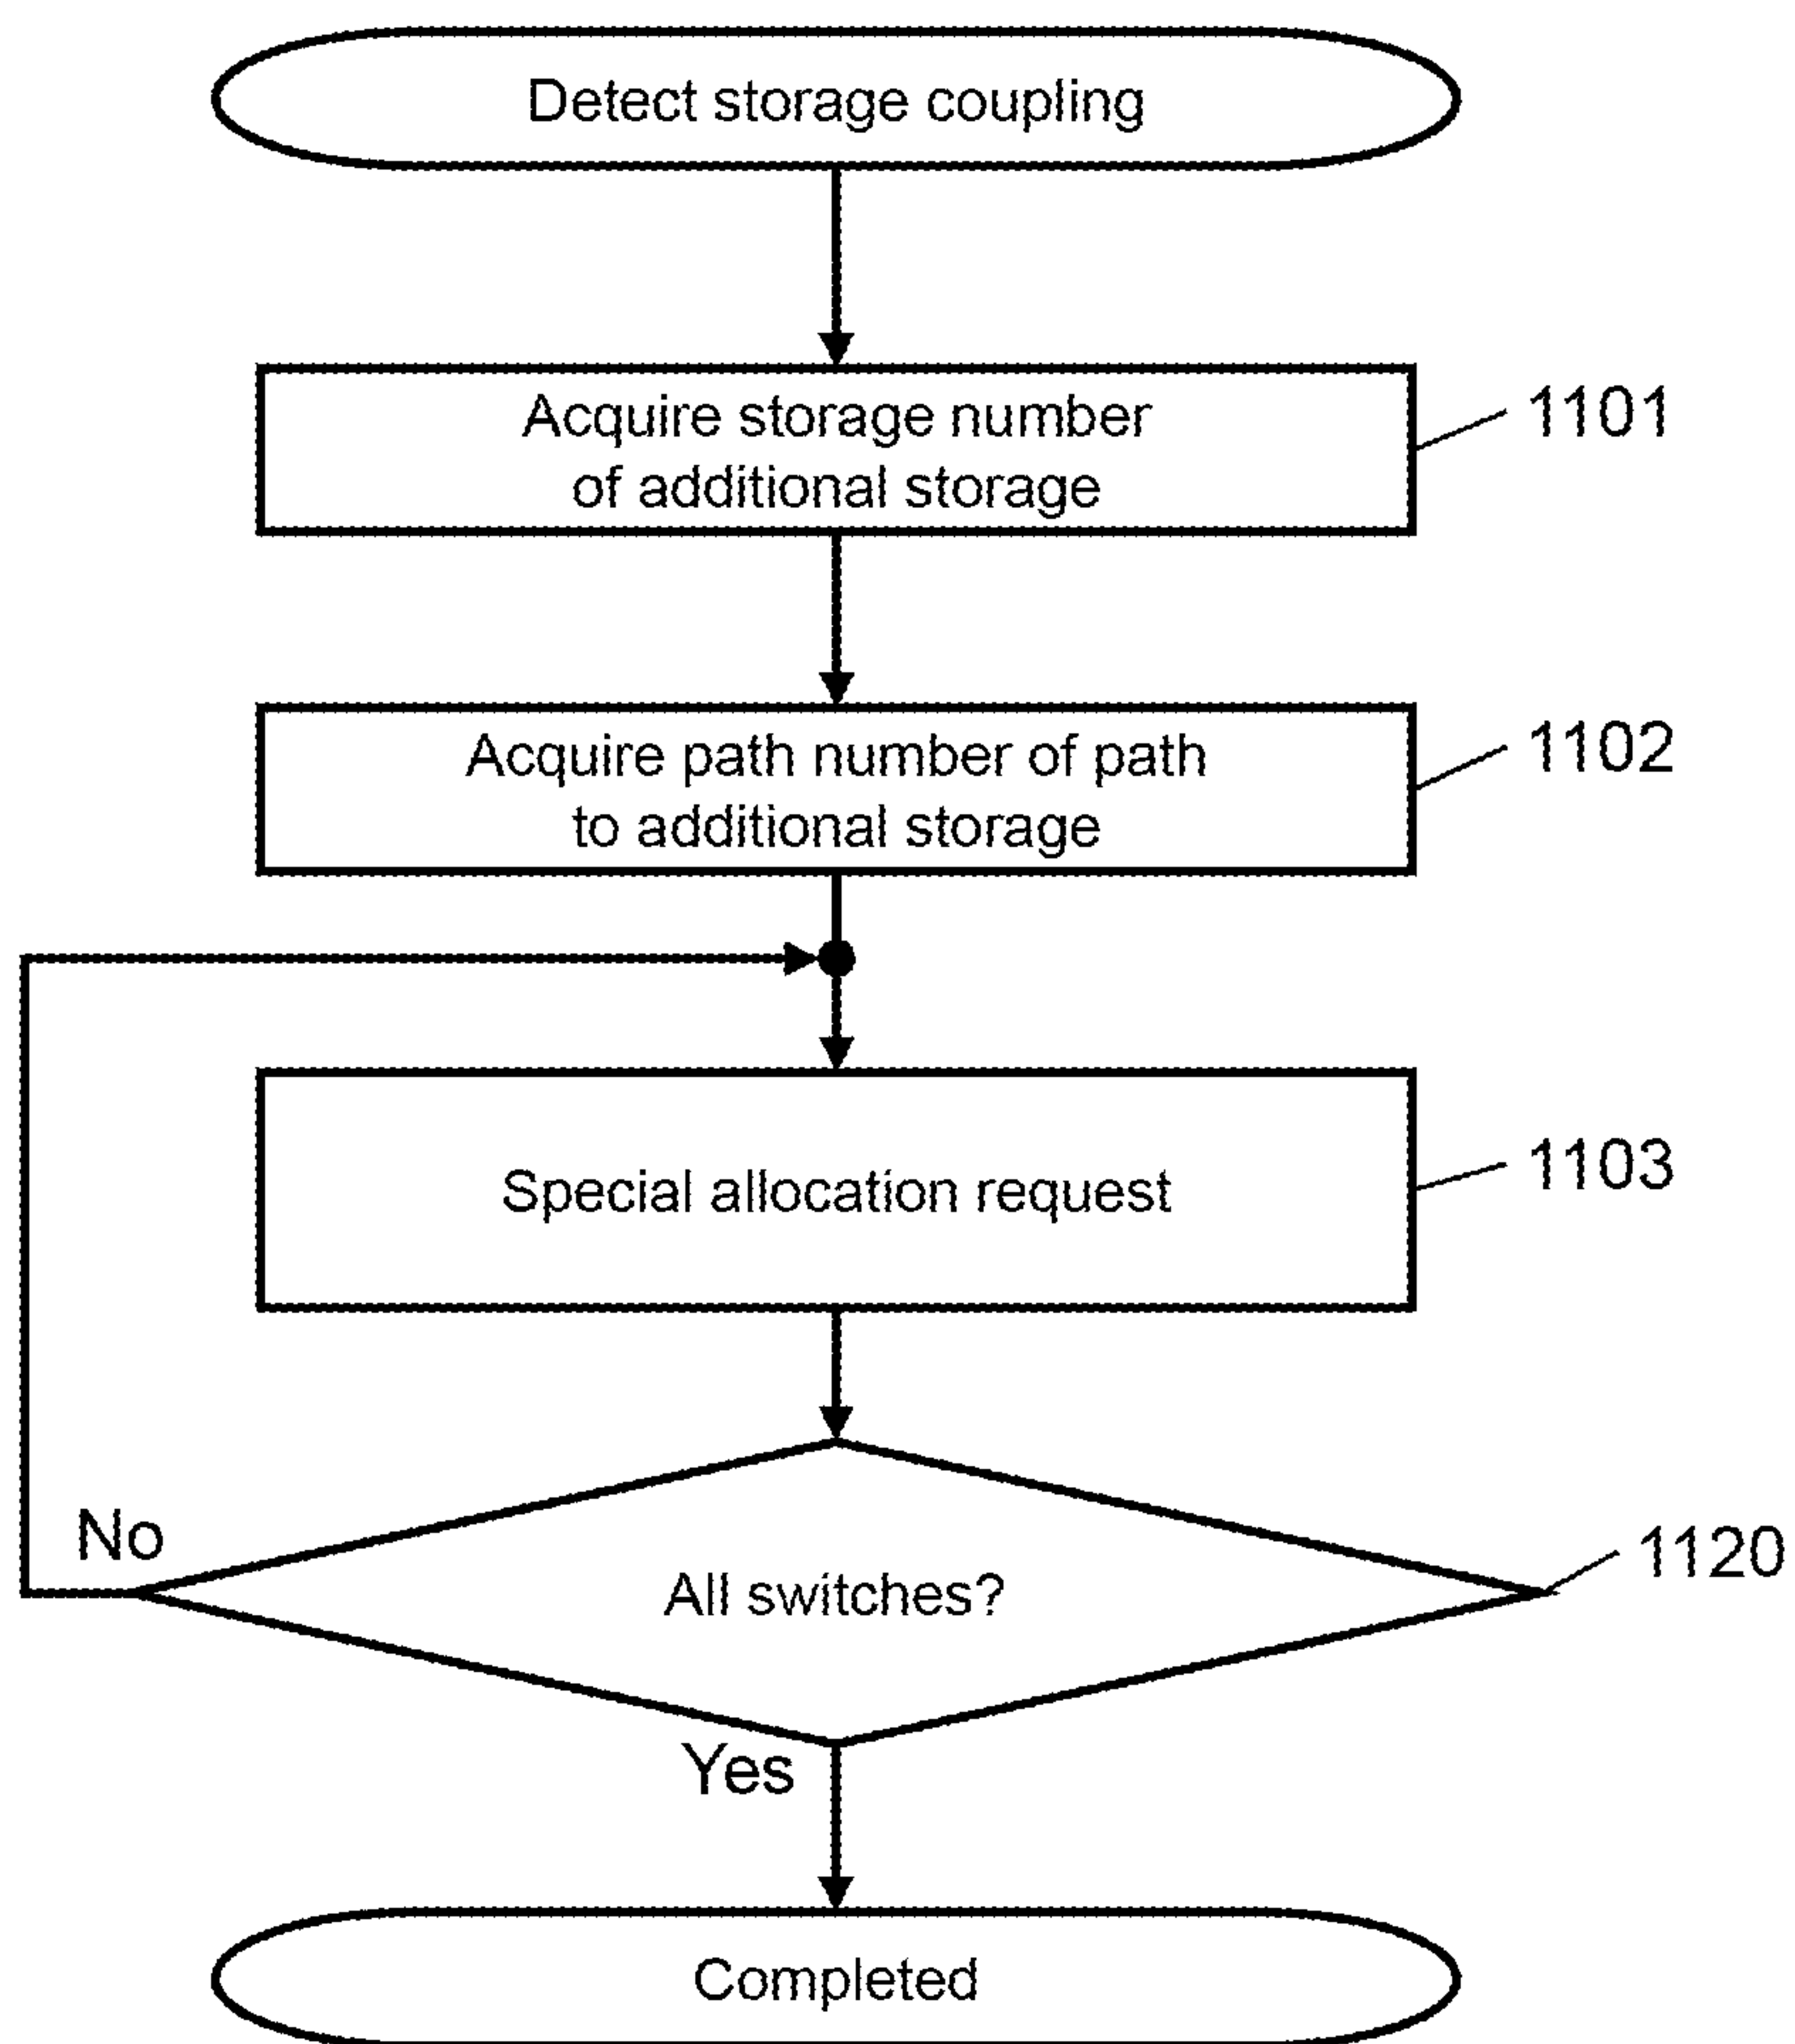 Detect storage coupling
Acquire storage number
of additional storage
1101
Acquire path number of path
to additional storage
1102
Special allocation request
1103
No
All switches?
1120
Yes
Completed